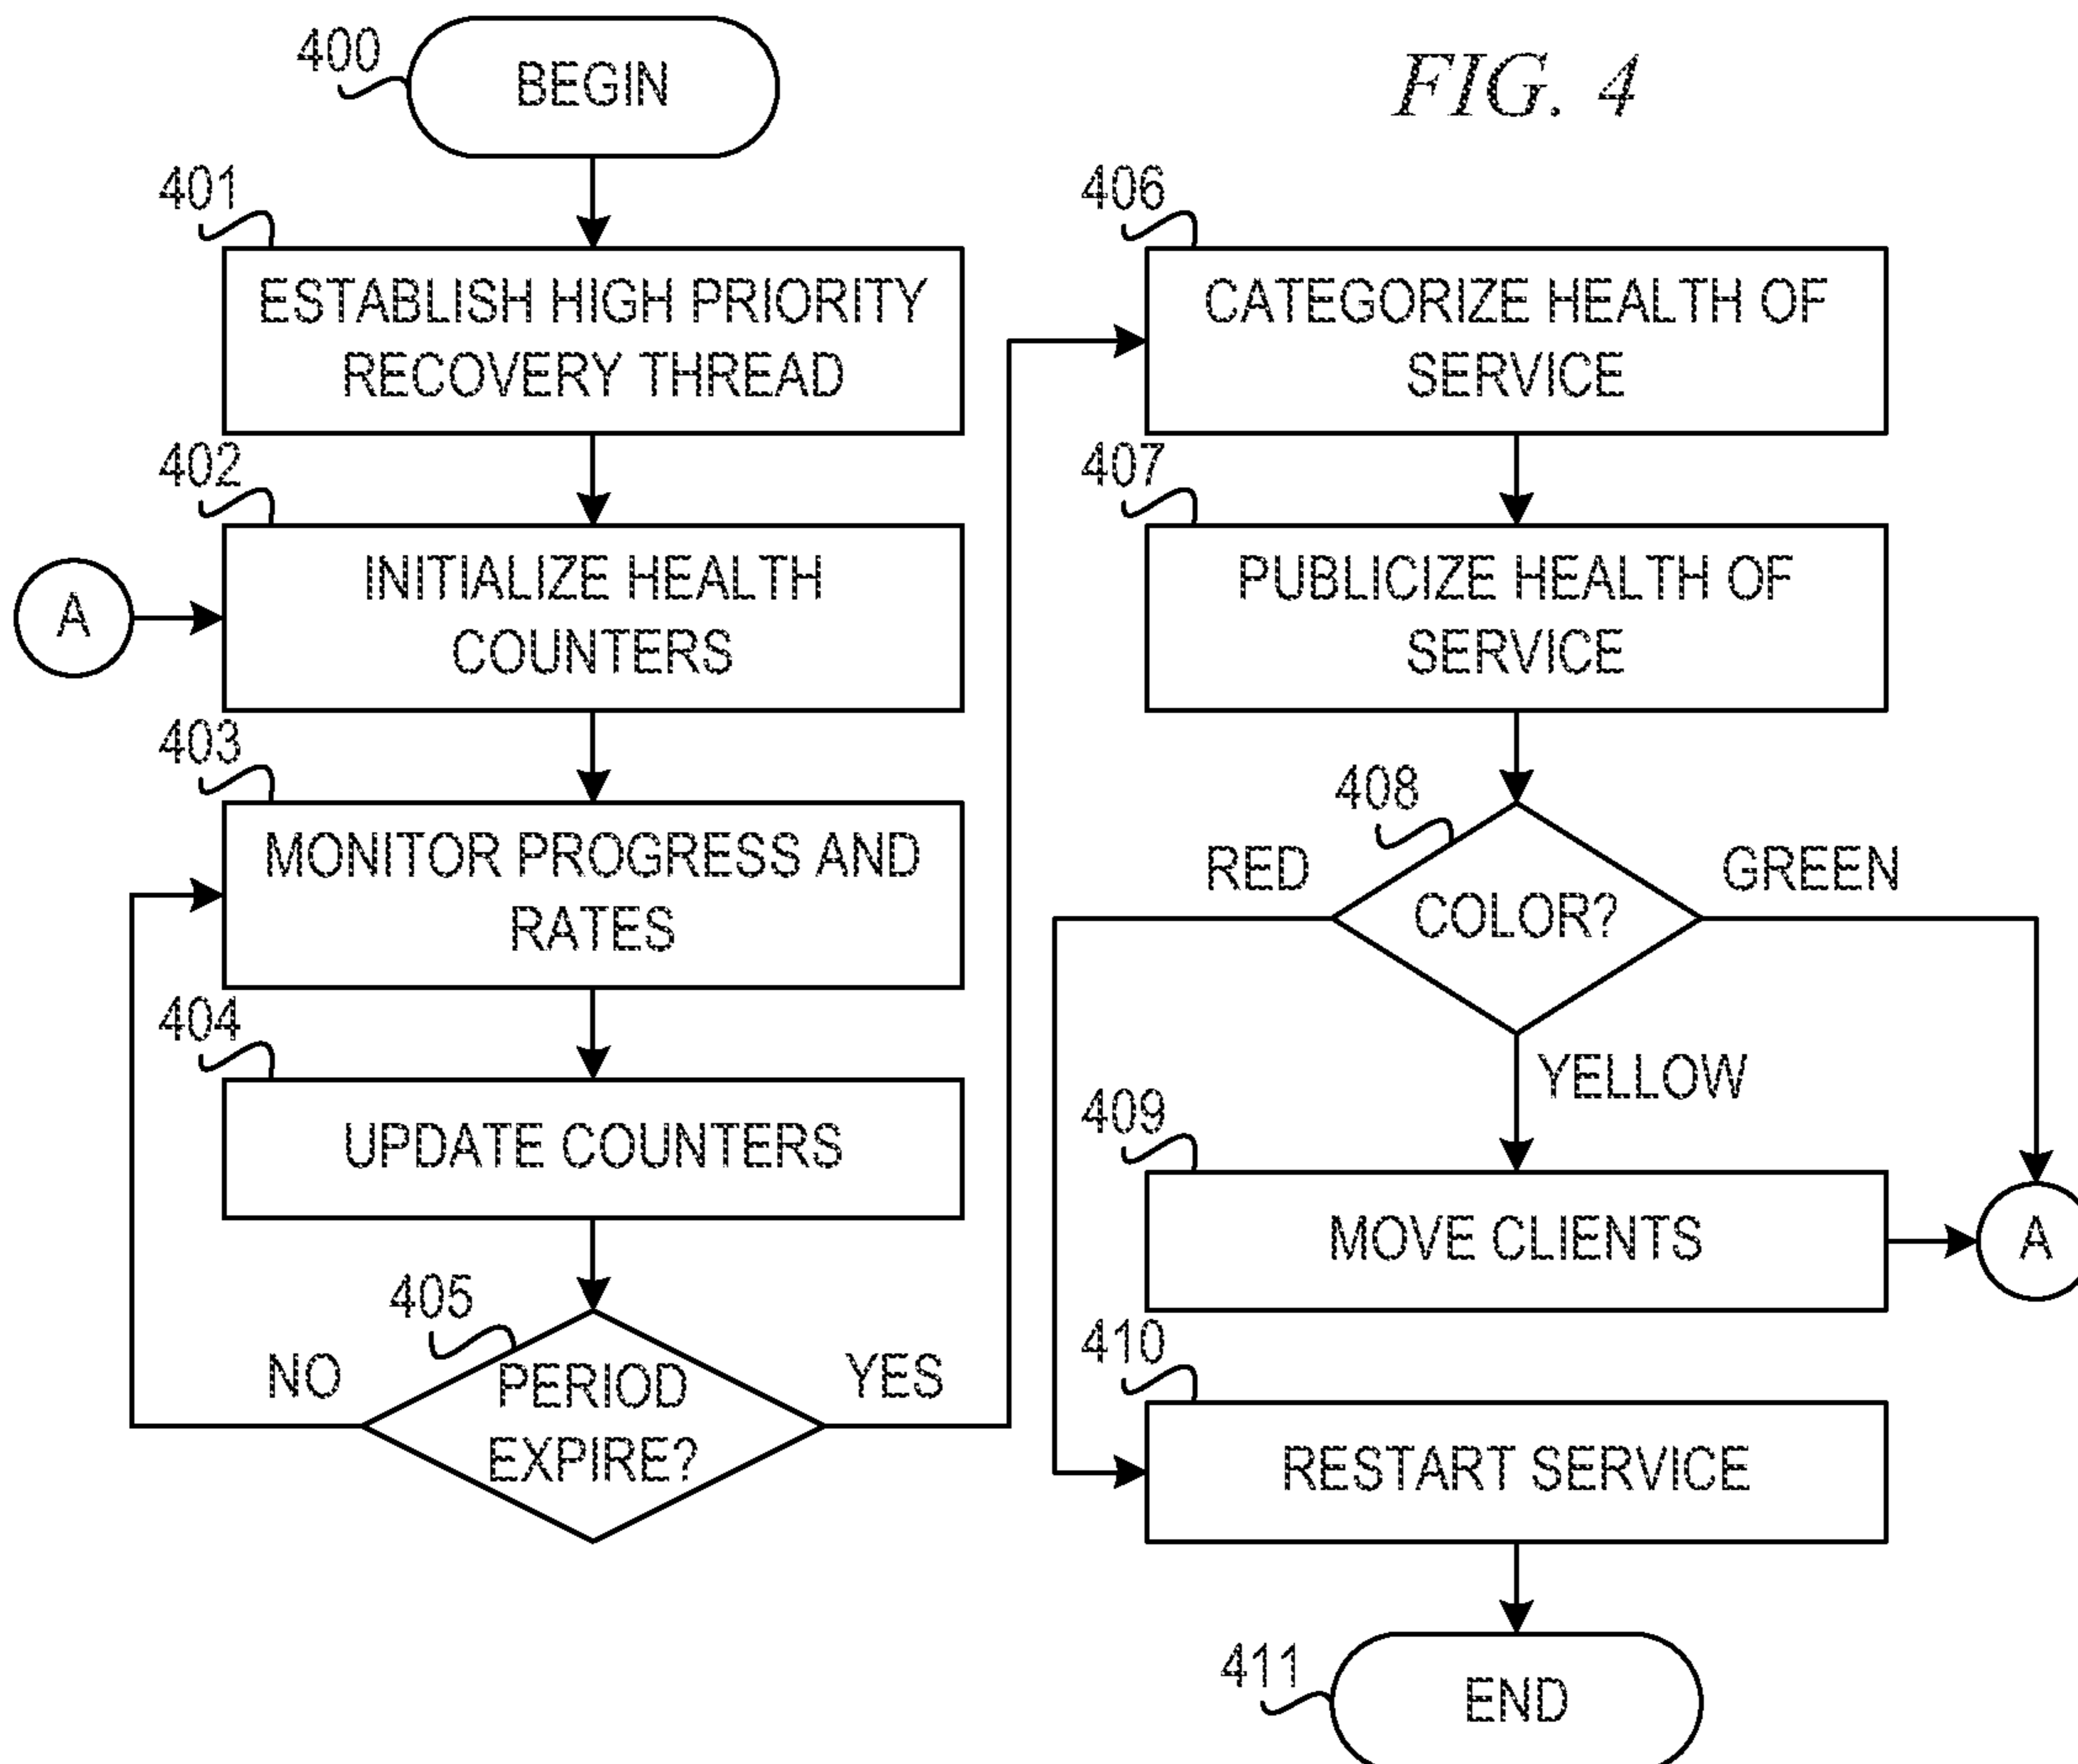 FIG. 4
400
BEGIN
401
ESTABLISH HIGH PRIORITY
RECOVERY THREAD
402
A
INITIALIZE HEALTH
COUNTERS
403
MONITOR PROGRESS AND
RATES
404
UPDATE COUNTERS
405
PERIOD
EXPIRE?
NO
YES
406
CATEGORIZE HEALTH OF
SERVICE
407
PUBLICIZE HEALTH OF
SERVICE
408
COLOR?
RED
GREEN
YELLOW
409
MOVE CLIENTS
A
410
RESTART SERVICE
411
END